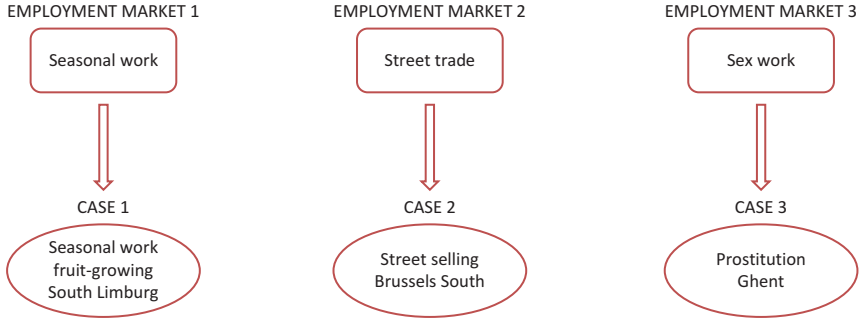 EMPLOYMENT MARKET 1
Seasonal work
CASE 1
Seasonal work
fruit-growing
South Limburg
EMPLOYMENT MARKET 2
Street trade
CASE 2
Street selling
Brussels South
EMPLOYMENT MARKET 3
Sex work
CASE 3
Prostitution
Ghent